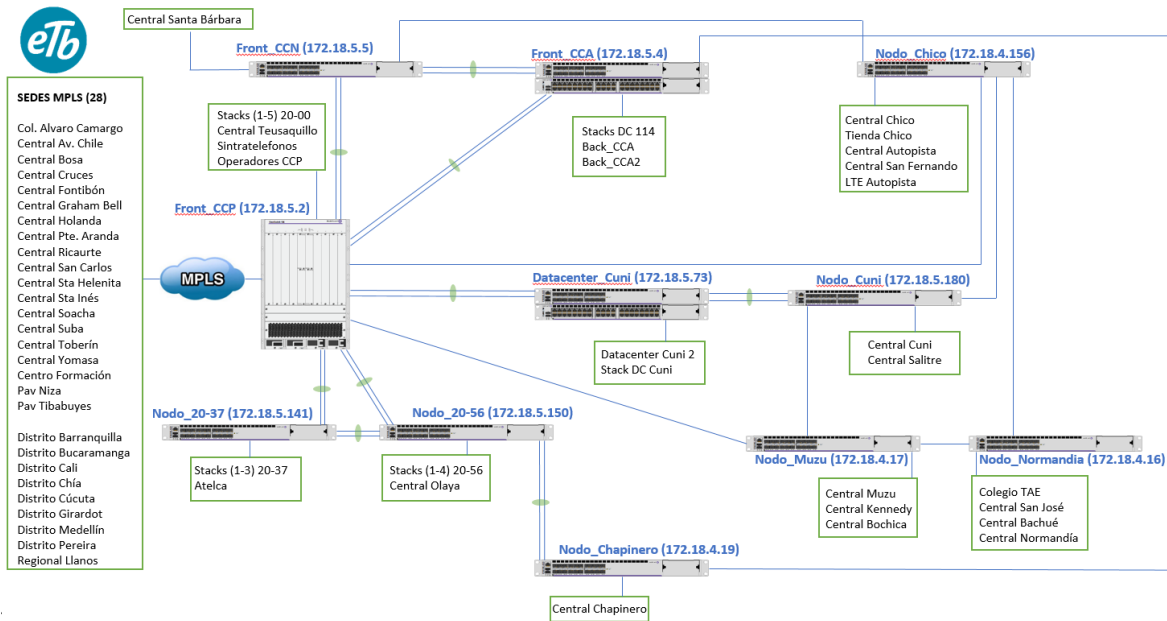 eTb
Central Santa Bárbara
Front_CCN (172.18.5.5)
Front_CCA (172.18.5.4)
Nodo_Chico (172.18.4.156)
SEDES MPLS (28)
Col. Alvaro Camargo
Central Av. Chile
Central Bosa
Central Cruces
Central Fontibón
Central Graham Bell
Central Holanda
Central Pte. Aranda
Central Ricaurte
Central San Carlos
Central Sta Helenita
Central Sta Inés
Central Soacha
Central Suba
Central Toberín
Central Yomasa
Centro Formación
Pav Niza
Pav Tibabuyes
Distrito Barranquilla
Distrito Bucaramanga
Distrito Cali
Distrito Chía
Distrito Cúcuta
Distrito Girardot
Distrito Medellín
Distrito Pereira
Regional Llanos
Stacks (1-5) 20-00
Central Teusaquillo
Sintratelefonos
Operadores CCP
Stacks DC 114
Back_CCA
Back_CCA2
Central Chico
Tienda Chico
Central Autopista
Central San Fernando
LTE Autopista
Front_CCP (172.18.5.2)
MPLS
Datacenter_Cuni (172.18.5.73)
Nodo_Cuni (172.18.5.180)
Datacenter Cuni 2
Stack DC Cuni
Central Cuni
Central Salitre
Nodo_20-37 (172.18.5.141)
Nodo_20-56 (172.18.5.150)
Stacks (1-3) 20-37
Atelca
Stacks (1-4) 20-56
Central Olaya
Nodo_Muzu (172.18.4.17)
Nodo_Normandia (172.18.4.16)
Central Muzu
Central Kennedy
Central Bochica
Colegio TAE
Central San José
Central Bachué
Central Normandía
Nodo_Chapinero (172.18.4.19)
Central Chapinero